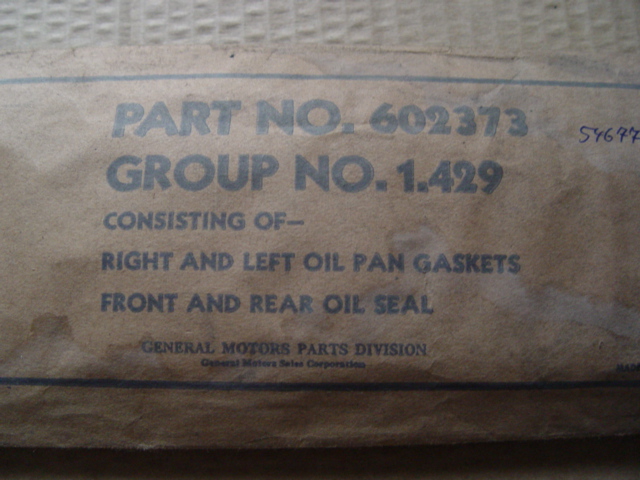 PART NO. 602373
GROUP NO. 1.429
CONSISTING OF—
RIGHT AND LEFT OIL PAN GASKETS
FRONT AND REAR OIL SEAL
GENERAL MOTORS PARTS DIVISION
General Motors Sales Corporation